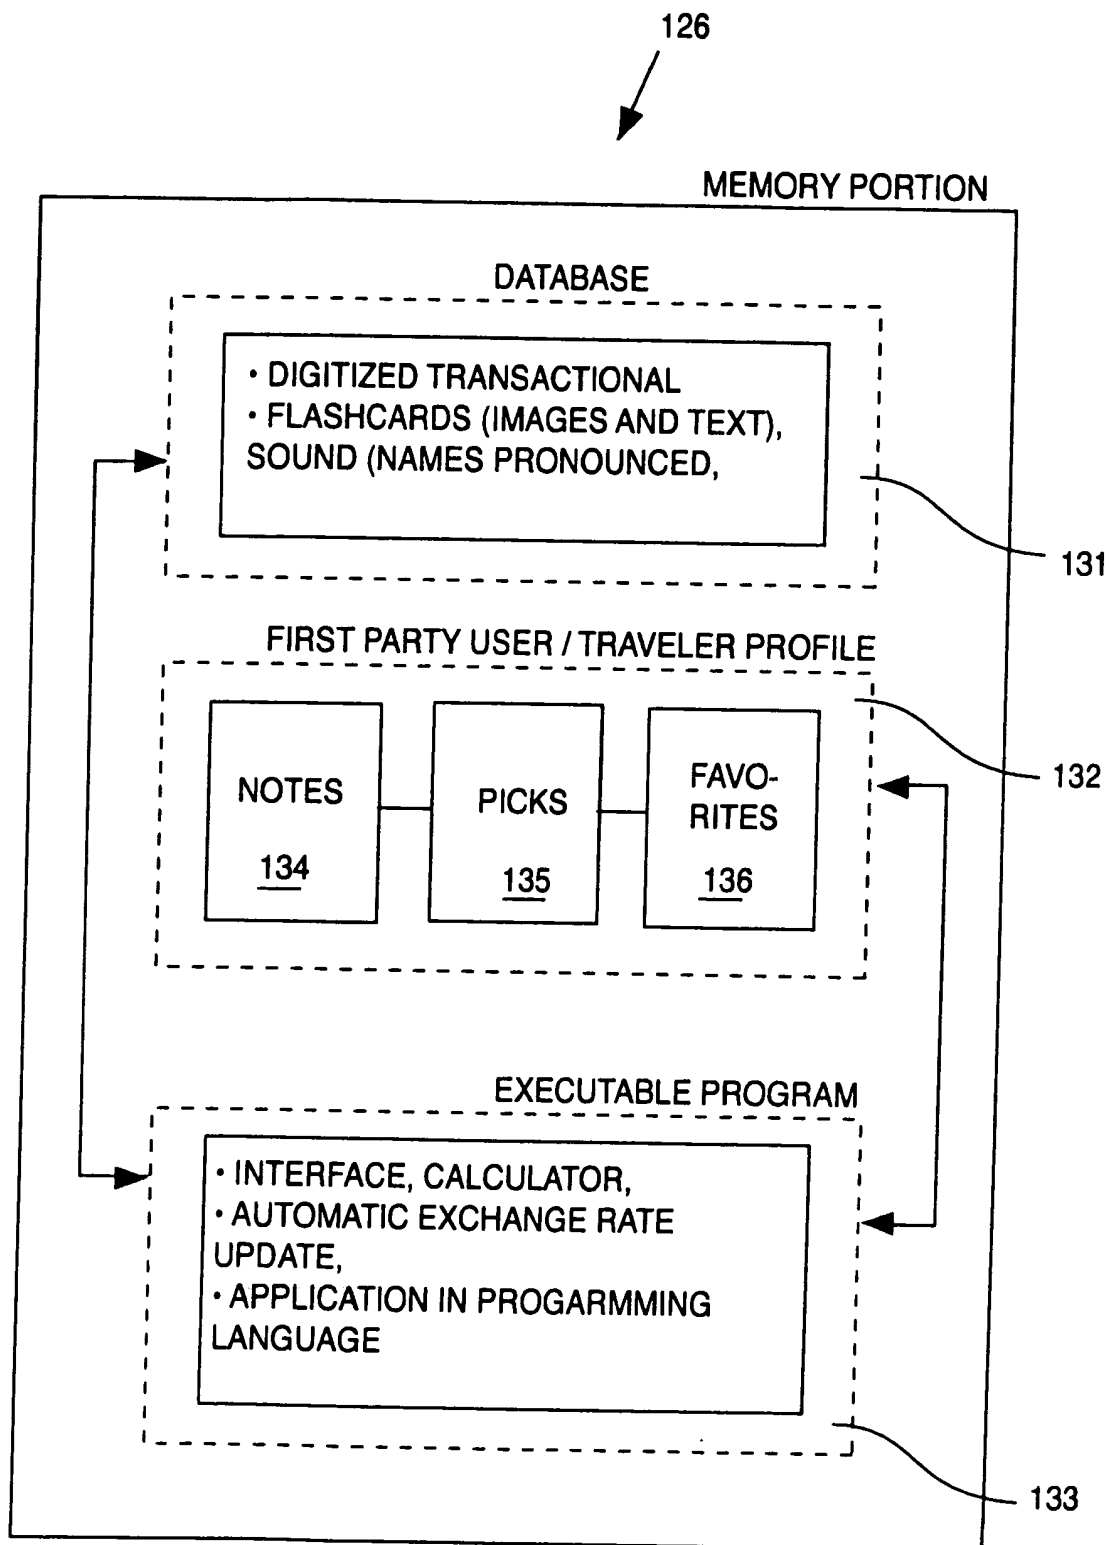 126
MEMORY PORTION
DATABASE
• DIGITIZED TRANSACTIONAL
• FLASHCARDS (IMAGES AND TEXT),
SOUND (NAMES PRONOUNCED,
131
FIRST PARTY USER / TRAVELER PROFILE
NOTES
134
PICKS
135
FAVO-
RITES
136
132
EXECUTABLE PROGRAM
• INTERFACE, CALCULATOR,
• AUTOMATIC EXCHANGE RATE
UPDATE,
• APPLICATION IN PROGARMMING
LANGUAGE
133